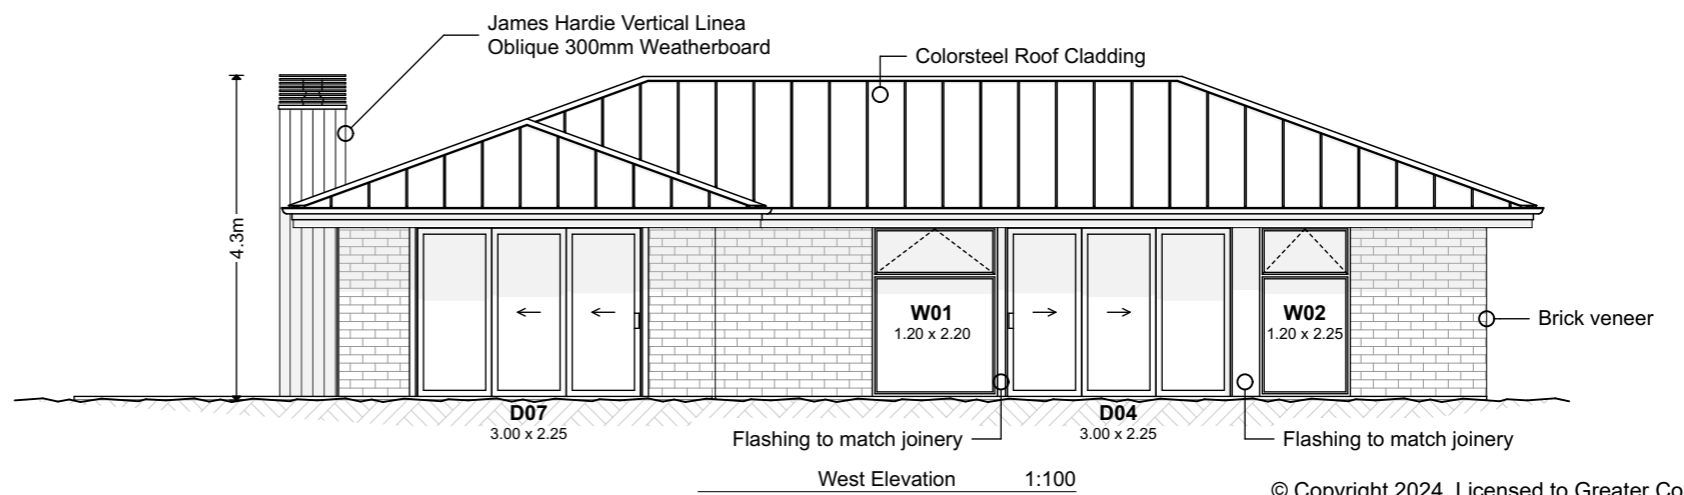 James Hardie Vertical Linea
Oblique 300mm Weatherboard
Colorsteel Roof Cladding
4.3m
W01
1.20 x 2.20
W02
1.20 x 2.25
Brick veneer
D07
3.00 x 2.25
D04
3.00 x 2.25
Flashing to match joinery
Flashing to match joinery
West Elevation 1:100
© Copyright 2024 Licensed to Greater Co